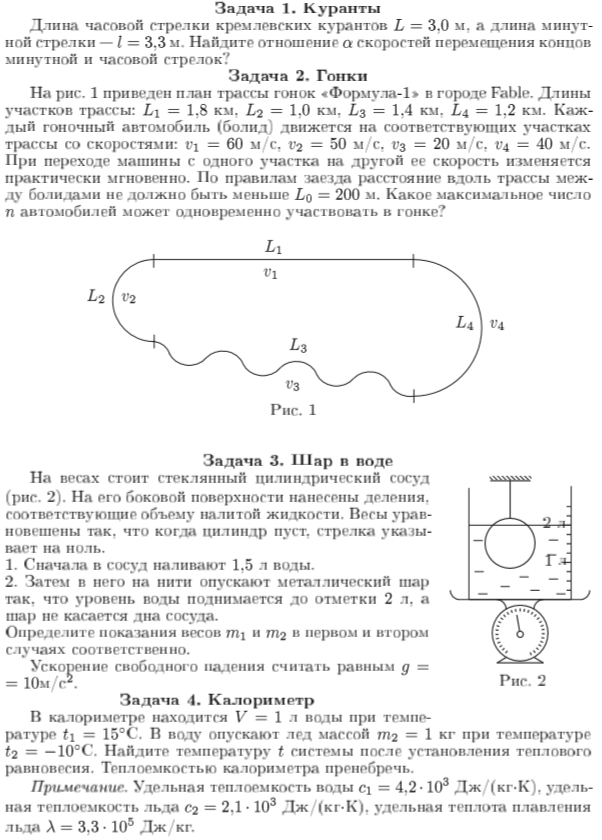 Задача 1. Куранты
Длина часовой стрелки кремлевских курантов L = 3,0 м, а длина минут-
ной стрелки — l = 3,3 м. Найдите отношение α скоростей перемещения концов
минутной и часовой стрелок?
Задача 2. Гонки
На рис. 1 приведен план трассы гонок «Формула-1» в городе Fable. Длины
участков трассы: L₁ = 1,8 км, L₂ = 1,0 км, L₃ = 1,4 км, L₄ = 1,2 км. Каж-
дый гоночный автомобиль (болид) движется на соответствующих участках
трассы со скоростями: v₁ = 60 м/с, v₂ = 50 м/с, v₃ = 20 м/с, v₄ = 40 м/с.
При переходе машины с одного участка на другой ее скорость изменяется
практически мгновенно. По правилам заезда расстояние вдоль трассы меж-
ду болидами не должно быть меньше L₀ = 200 м. Какое максимальное число
n автомобилей может одновременно участвовать в гонке?
L₁
v₁
L₂ v₂
L₄ v₄
L₃
v₃
Рис. 1
Задача 3. Шар в воде
На весах стоит стеклянный цилиндрический сосуд
(рис. 2). На его боковой поверхности нанесены деления,
соответствующие объему налитой жидкости. Весы урав-
новешены так, что когда цилиндр пуст, стрелка указы-
вает на ноль.
1. Сначала в сосуд наливают 1,5 л воды.
2. Затем в него на нити опускают металлический шар
так, что уровень воды поднимается до отметки 2 л, а
шар не касается дна сосуда.
Определите показания весов m₁ и m₂ в первом и втором
случаях соответственно.
Ускорение свободного падения считать равным g =
= 10м/с².
2 л
1 л
Рис. 2
Задача 4. Калориметр
В калориметре находится V = 1 л воды при темпе-
ратуре t₁ = 15°C. В воду опускают лед массой m₂ = 1 кг при температуре
t₂ = −10°C. Найдите температуру t системы после установления теплового
равновесия. Теплоемкостью калориметра пренебречь.
Примечание. Удельная теплоемкость воды c₁ = 4,2·10³ Дж/(кг·К), удель-
ная теплоемкость льда c₂ = 2,1·10³ Дж/(кг·К), удельная теплота плавления
льда λ = 3,3·10⁵ Дж/кг.